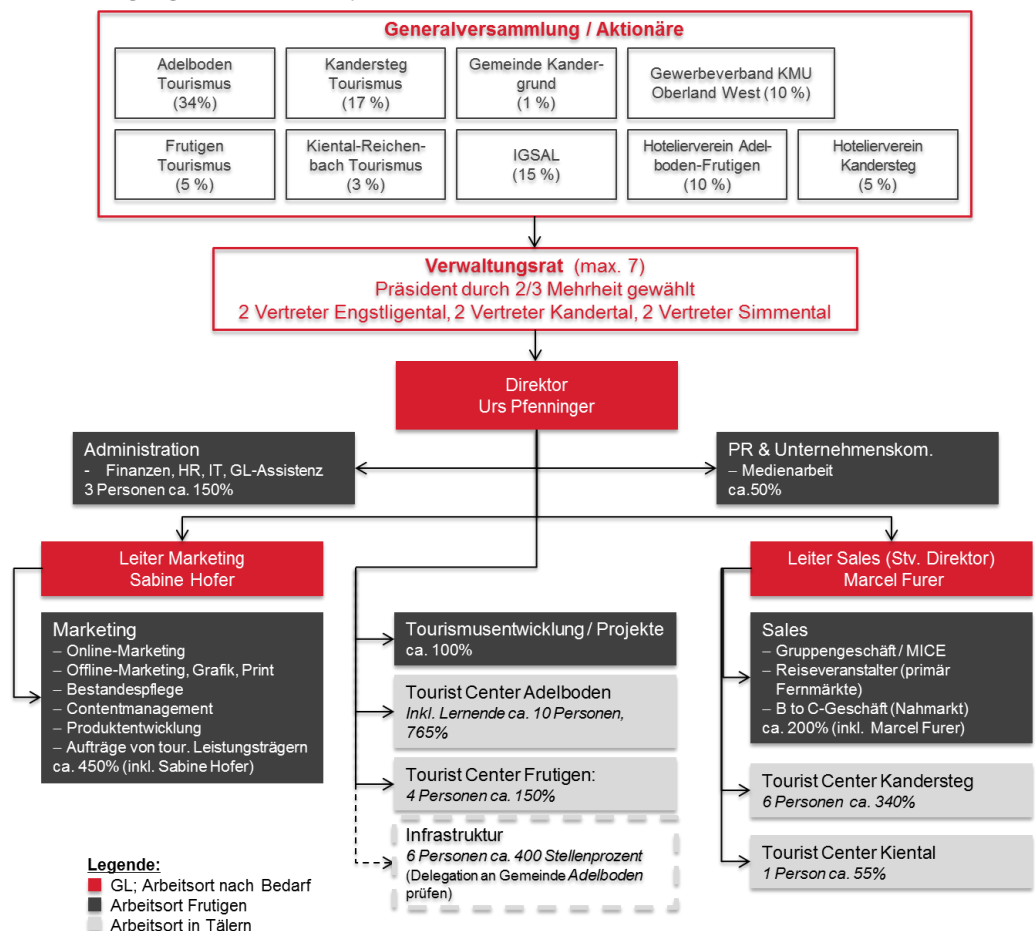 Generalversammlung / Aktionäre
Adelboden
Tourismus
(34%)
Kandersteg
Tourismus
(17 %)
Gemeinde Kander-
grund
(1 %)
Gewerbeverband KMU
Oberland West (10 %)
Frutigen
Tourismus
(5 %)
Kiental-Reichen-
bach Tourismus
(3 %)
IGSAL
(15 %)
Hotelierverein Adel-
boden-Frutigen
(10 %)
Hotelierverein
Kandersteg
(5 %)
Verwaltungsrat (max. 7)
Präsident durch 2/3 Mehrheit gewählt
2 Vertreter Engstligental, 2 Vertreter Kandertal, 2 Vertreter Simmental
Direktor
Urs Pfenninger
Administration
- Finanzen, HR, IT, GL-Assistenz
3 Personen ca. 150%
PR & Unternehmenskom.
– Medienarbeit
ca.50%
Leiter Marketing
Sabine Hofer
Leiter Sales (Stv. Direktor)
Marcel Furer
Marketing
– Online-Marketing
– Offline-Marketing, Grafik, Print
– Bestandespflege
– Contentmanagement
– Produktentwicklung
– Aufträge von tour. Leistungsträgern
ca. 450% (inkl. Sabine Hofer)
Tourismusentwicklung / Projekte
ca. 100%
Tourist Center Adelboden
Inkl. Lernende ca. 10 Personen,
765%
Tourist Center Frutigen:
4 Personen ca. 150%
Infrastruktur
6 Personen ca. 400 Stellenprozent
(Delegation an Gemeinde Adelboden
prüfen)
Sales
– Gruppengeschäft / MICE
– Reiseveranstalter (primär
Fernmärkte)
– B to C-Geschäft (Nahmarkt)
ca. 200% (inkl. Marcel Furer)
Tourist Center Kandersteg
6 Personen ca. 340%
Tourist Center Kiental
1 Person ca. 55%
Legende:
GL; Arbeitsort nach Bedarf
Arbeitsort Frutigen
Arbeitsort in Tälern